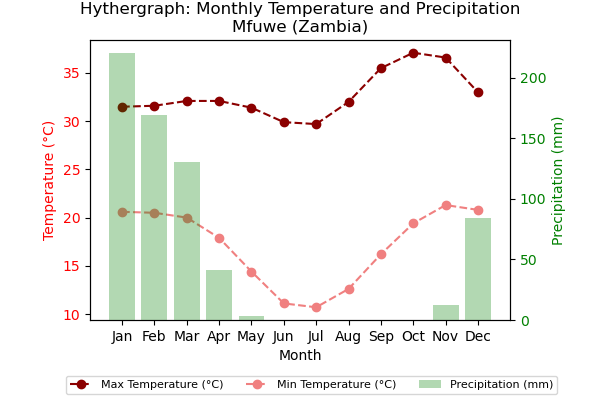 Hythergraph: Monthly Temperature and Precipitation
Mfuwe (Zambia)
Temperature (°C)
35
30
25
20
15
10
200
150
100
50
0
Precipitation (mm)
Jan Feb Mar Apr May Jun Jul Aug Sep Oct Nov Dec
Month
Max Temperature (°C) Min Temperature (°C) Precipitation (mm)